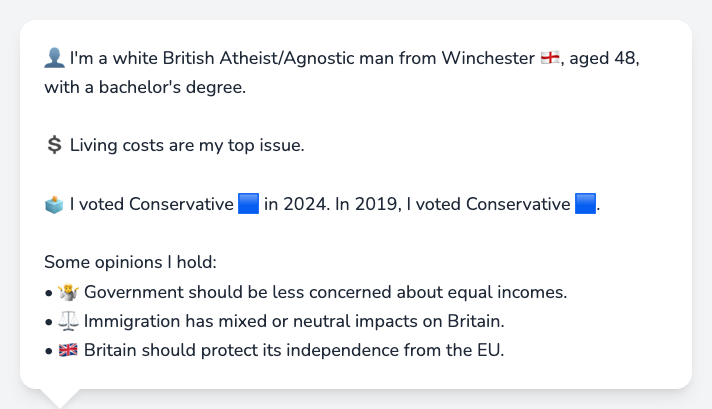 👤 I'm a white British Atheist/Agnostic man from Winchester 🏴󠁧󠁢󠁥󠁮󠁧󠁿, aged 48,
with a bachelor's degree.
💲 Living costs are my top issue.
🗳️ I voted Conservative 🟦 in 2024. In 2019, I voted Conservative 🟦.
Some opinions I hold:
• 🤷 Government should be less concerned about equal incomes.
• ⚖️ Immigration has mixed or neutral impacts on Britain.
• 🇬🇧 Britain should protect its independence from the EU.